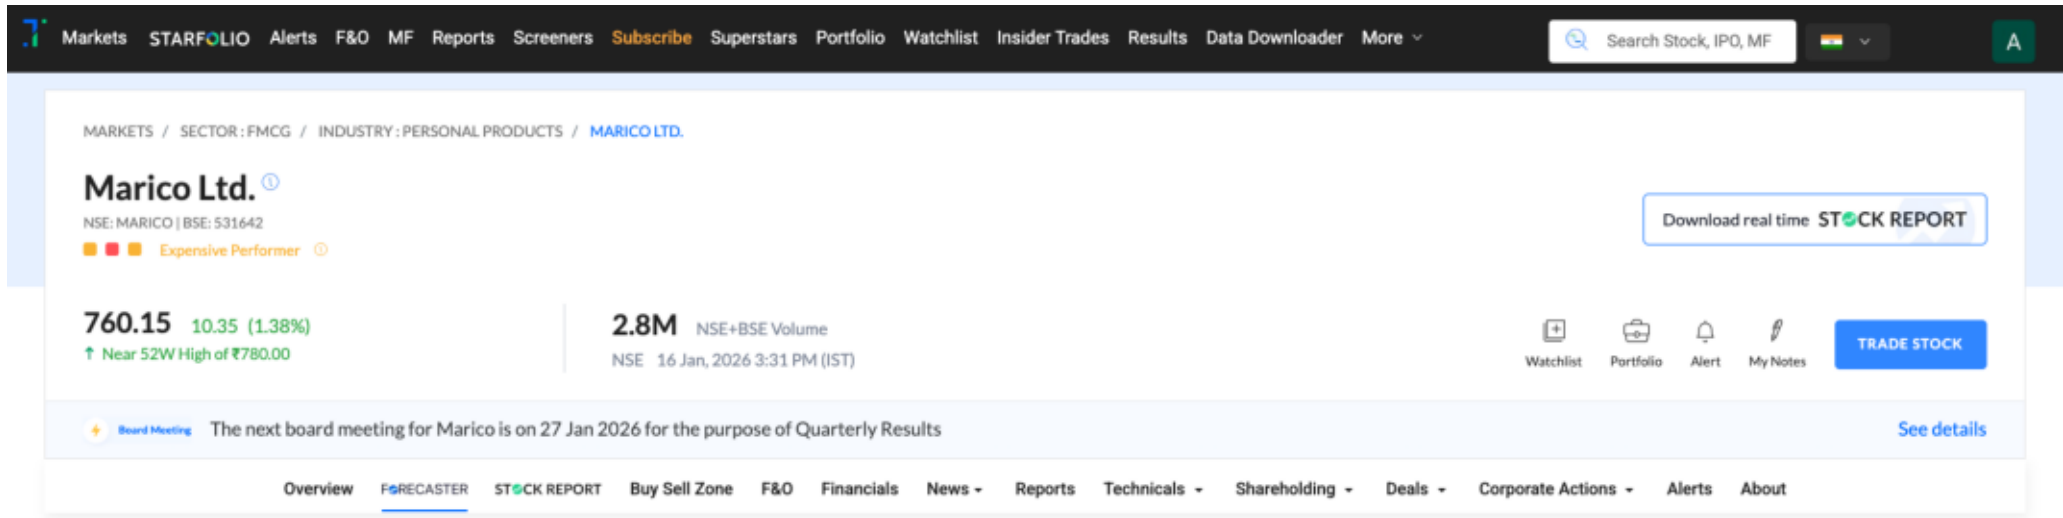 Markets STARFOLIO Alerts F&O MF Reports Screeners Subscribe Superstars Portfolio Watchlist Insider Trades Results Data Downloader More Search Stock, IPO, MF A
MARKETS / SECTOR : FMCG / INDUSTRY : PERSONAL PRODUCTS / MARICO LTD.
Marico Ltd.
NSE: MARICO | BSE: 531642
Expensive Performer
Download real time STOCK REPORT
760.15 10.35 (1.38%)
↑ Near 52W High of ₹780.00
2.8M NSE+BSE Volume
NSE 16 Jan, 2026 3:31 PM (IST)
Watchlist Portfolio Alert My Notes TRADE STOCK
Board Meeting The next board meeting for Marico is on 27 Jan 2026 for the purpose of Quarterly Results See details
Overview FORECASTER STOCK REPORT Buy Sell Zone F&O Financials News Reports Technicals Shareholding Deals Corporate Actions Alerts About